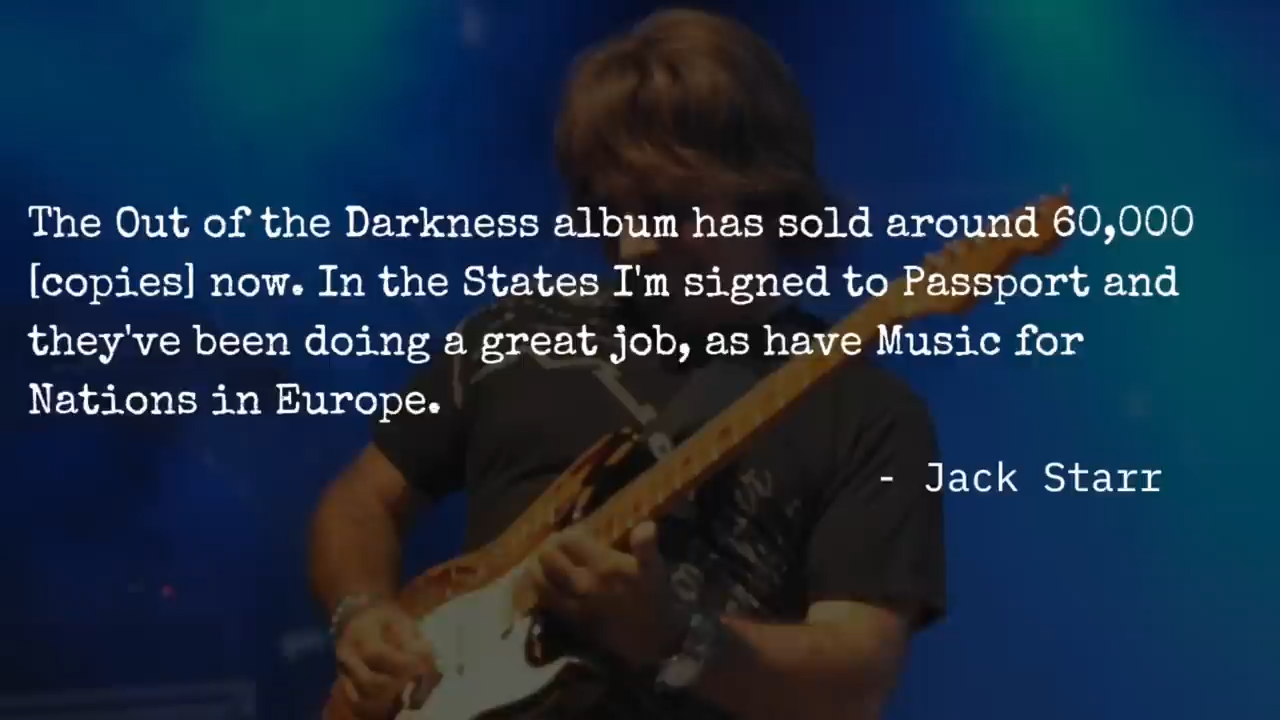 The Out of the Darkness album has sold around 60,000
[copies] now. In the States I'm signed to Passport and
they've been doing a great job, as have Music for
Nations in Europe.
- Jack Starr